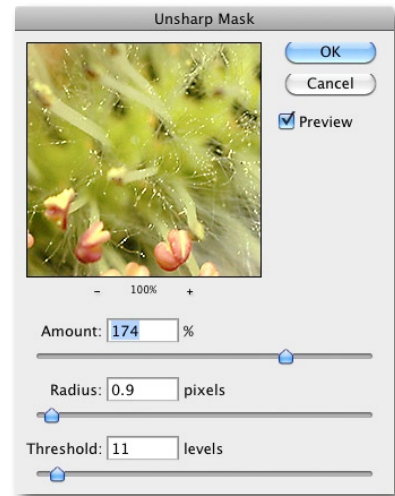 Unsharp Mask
OK
Cancel
Preview
- 100% +
Amount: 174 %
Radius: 0.9 pixels
Threshold: 11 levels